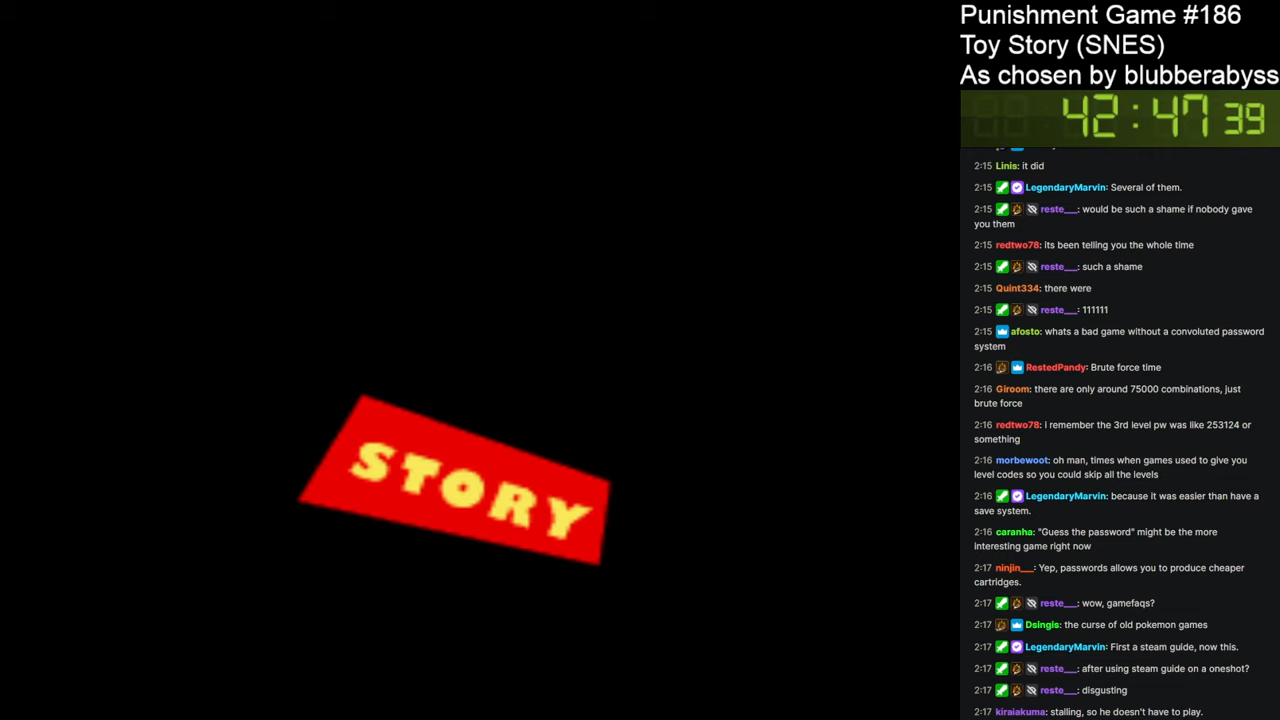 Punishment Game #186
Toy Story (SNES)
As chosen by blubberabyss
42:47 39
2:15 Linis: it did
2:15 LegendaryMarvin: Several of them.
2:15 reste__: would be such a shame if nobody gave
you them
2:15 redtwo78: its been telling you the whole time
2:15 reste__: such a shame
2:15 Quint334: there were
2:15 reste__: 111111
2:15 afosto: whats a bad game without a convoluted password
system
2:16 RestedPandy: Brute force time
2:16 Giroom: there are only around 75000 combinations, just
brute force
2:16 redtwo78: I remember the 3rd level pw was like 253124 or
something
2:16 morbewoot: oh man, times when games used to give you
level codes so you could skip all the levels
2:16 LegendaryMarvin: because it was easier than have a
save system.
2:16 caranha: "Guess the password" might be the more
interesting game right now
2:17 ninjin__: Yep, passwords allows you to produce cheaper
cartridges.
2:17 reste__: wow, gamefaqs?
2:17 Dsingis: the curse of old pokemon games
2:17 LegendaryMarvin: First a steam guide, now this.
2:17 reste__: after using steam guide on a oneshot?
2:17 reste__: disgusting
2:17 kiraiakuma: stalling, so he doesn't have to play.
STORY